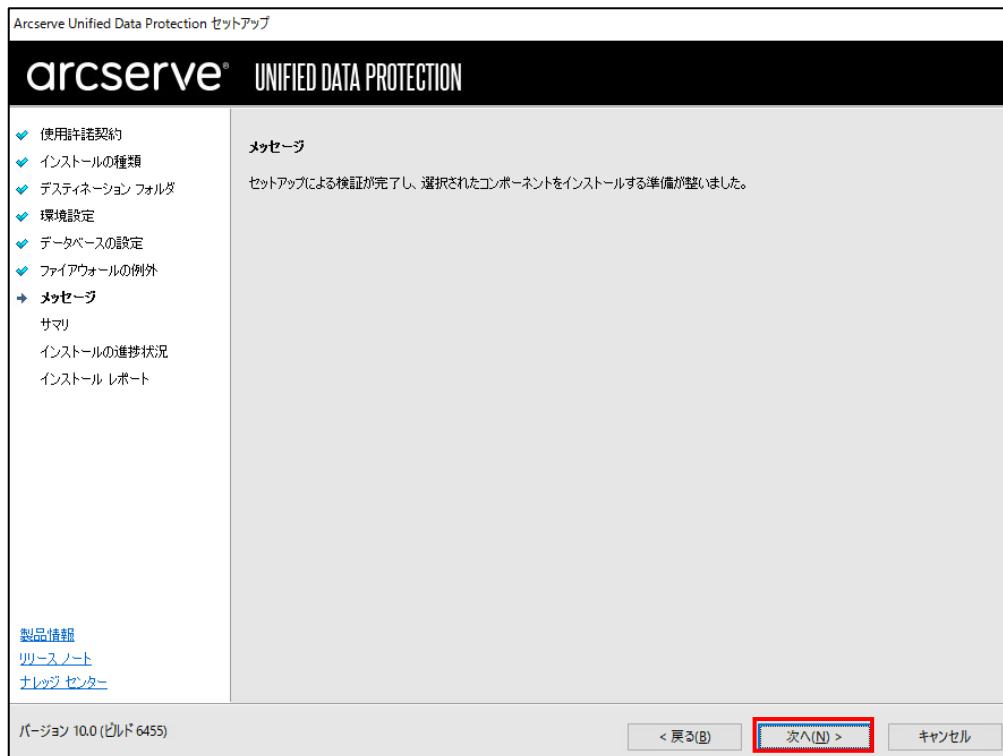 Arcserve Unified Data Protection セットアップ
arcserve® UNIFIED DATA PROTECTION
使用許諾契約
インストールの種類
デスティネーション フォルダ
環境設定
データベースの設定
ファイアウォールの例外
メッセージ
サマリ
インストールの進捗状況
インストール レポート
メッセージ
セットアップによる検証が完了し、選択されたコンポーネントをインストールする準備が整いました。
製品情報
リリース ノート
ナレッジ センター
バージョン 10.0 (ビルド 6455)
< 戻る(B)
次へ(N) >
キャンセル